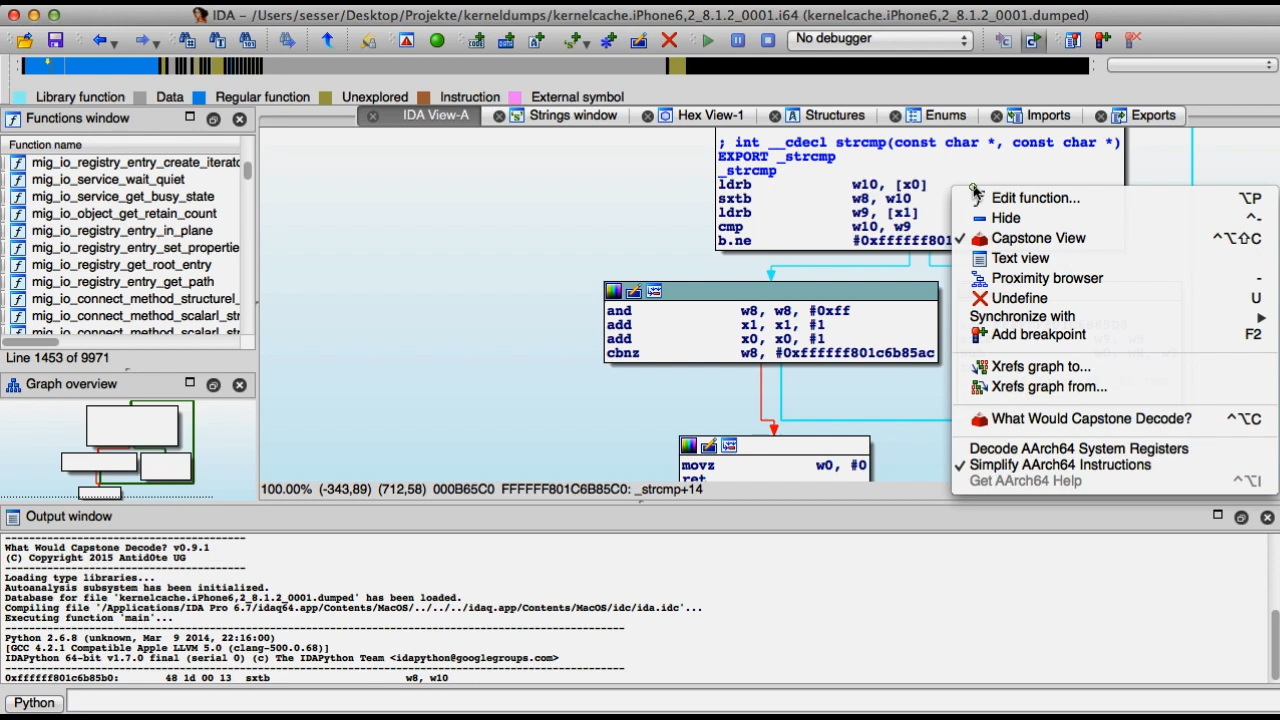 IDA - /Users/sesser/Desktop/Projekte/kerneldumps/kernelcache.iPhone6,2_8.1.2_0001.i64 (kernelcache.iPhone6,2_8.1.2_0001.dumped)
No debugger
Library function Data Regular function Unexplored Instruction External symbol
Functions window
IDA View-A Strings window Hex View-1 Structures Enums Imports Exports
Function name
mig_io_registry_entry_create_iterato
mig_io_service_wait_quiet
mig_io_service_get_busy_state
mig_io_object_get_retain_count
mig_io_registry_entry_in_plane
mig_io_registry_entry_set_propertie
mig_io_registry_get_root_entry
mig_io_registry_entry_get_path
mig_io_connect_method_structureI_
mig_io_connect_method_scalarI_str
mig_io_connect_method_scalarI_str
Line 1453 of 9971
Graph overview
; int __cdecl strcmp(const char *, const char *)
EXPORT _strcmp
_strcmp
ldrb w10, [x0]
sxtb w8, w10
ldrb w9, [x1]
cmp w10, w9
b.ne #0xffffff801
and w8, w8, #0xff
add x1, x1, #1
add x0, x0, #1
cbnz w8, #0xffffff801c6b85ac
movz w0, #0
ret
100.00% (-343,89) (712,58) 000B65C0 FFFFFF801C6B85C0: _strcmp+14
Edit function... ⌥P
Hide ^-
✓ Capstone View ^⌥⇧C
Text view
Proximity browser -
Undefine U
Synchronize with ▶
Add breakpoint F2
Xrefs graph to...
Xrefs graph from...
What Would Capstone Decode? ^⌥C
Decode AArch64 System Registers
✓ Simplify AArch64 Instructions
Get AArch64 Help ^⌥I
Output window
----------------------------------------
What Would Capstone Decode? v0.9.1
(C) Copyright 2015 Antid0te UG
----------------------------------------
Loading type libraries...
Autoanalysis subsystem has been initialized.
Database for file 'kernelcache.iPhone6,2_8.1.2_0001.dumped' has been loaded.
Compiling file '/Applications/IDA Pro 6.7/idaq64.app/Contents/MacOS/../../../idaq.app/Contents/MacOS/idc/ida.idc'...
Executing function 'main'...
---------------------------------------------------------------------------------------------
Python 2.6.8 (unknown, Mar  9 2014, 22:16:00)
[GCC 4.2.1 Compatible Apple LLVM 5.0 (clang-500.0.68)]
IDAPython 64-bit v1.7.0 final (serial 0) (c) The IDAPython Team <idapython@googlegroups.com>
---------------------------------------------------------------------------------------------
0xffffff801c6b85b0: 48 1d 00 13 sxtb w8, w10
Python